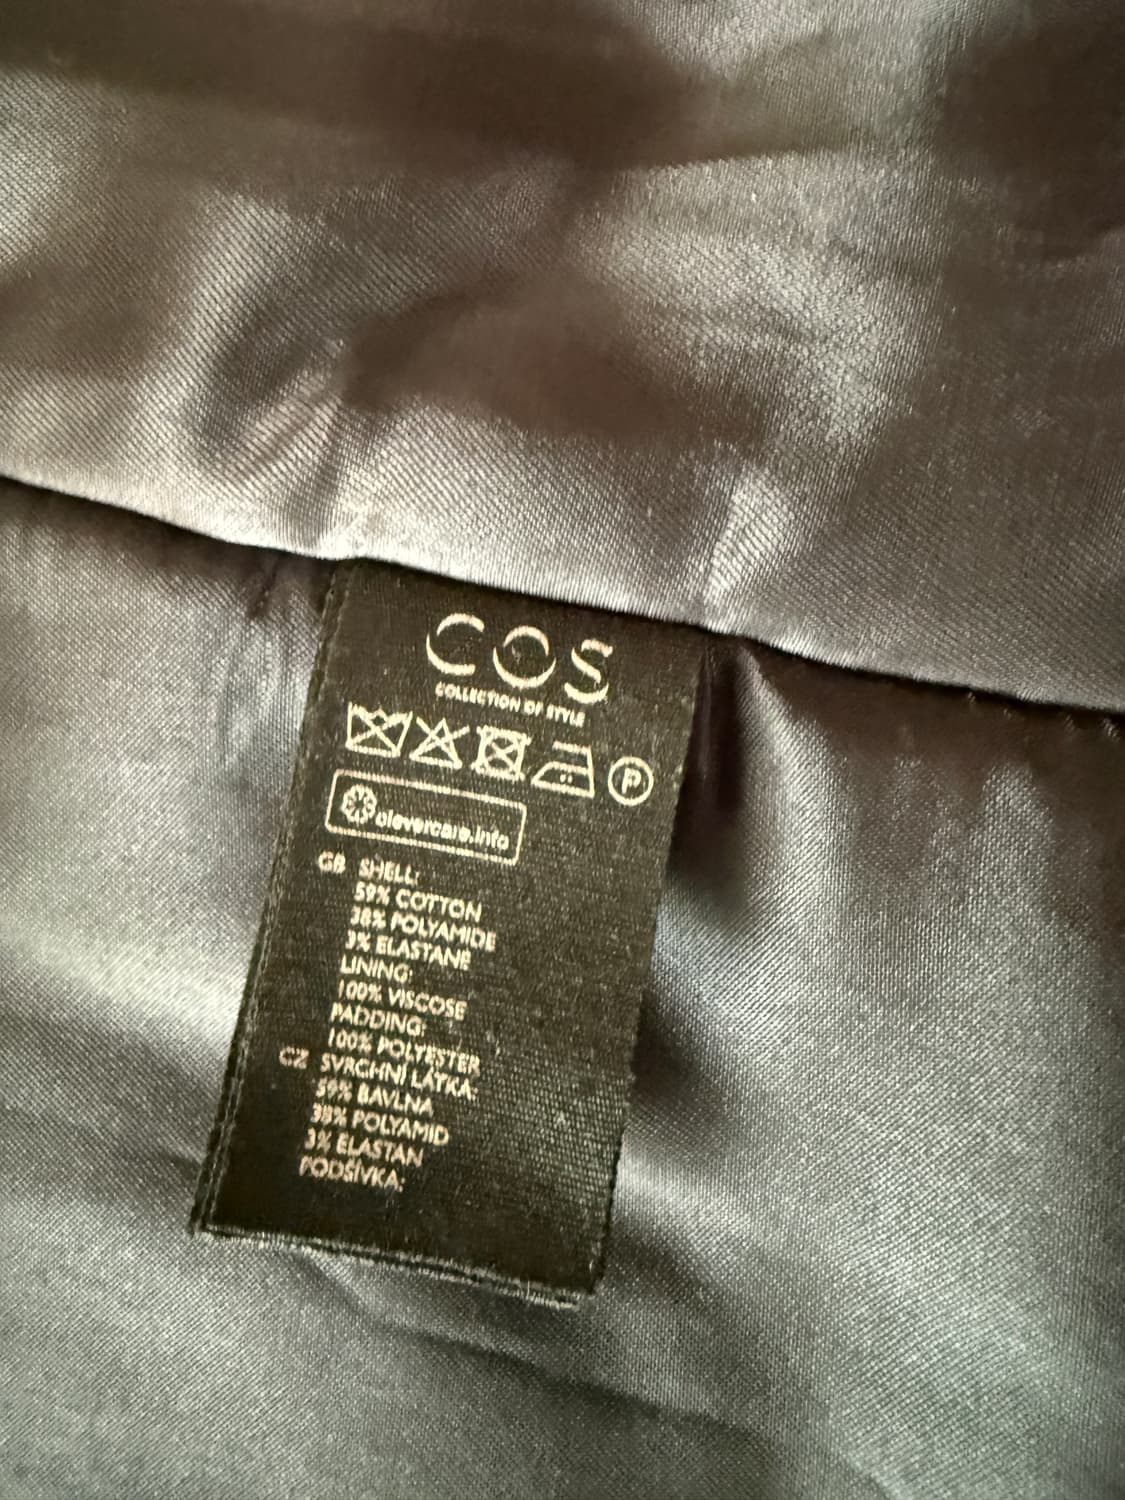 COS
COLLECTION OF STYLE
P
clevercare.info
GB SHELL:
59% COTTON
38% POLYAMIDE
3% ELASTANE
LINING:
100% VISCOSE
PADDING:
100% POLYESTER
CZ SVRCHNÍ LÁTKA:
59% BAVLNA
38% POLYAMID
3% ELASTAN
PODŠÍVKA: